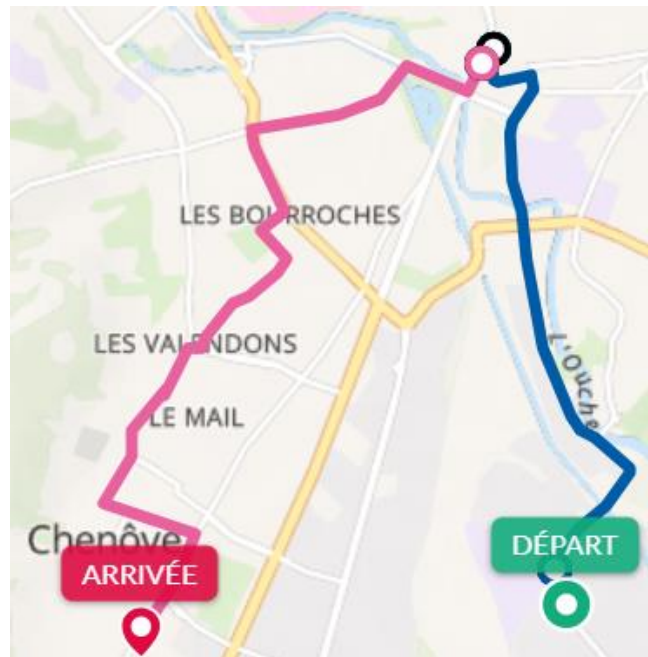 LES BOURROCHES
LES VALENDONS
L'Ouche
LE MAIL
Chenôve
DÉPART
ARRIVÉE